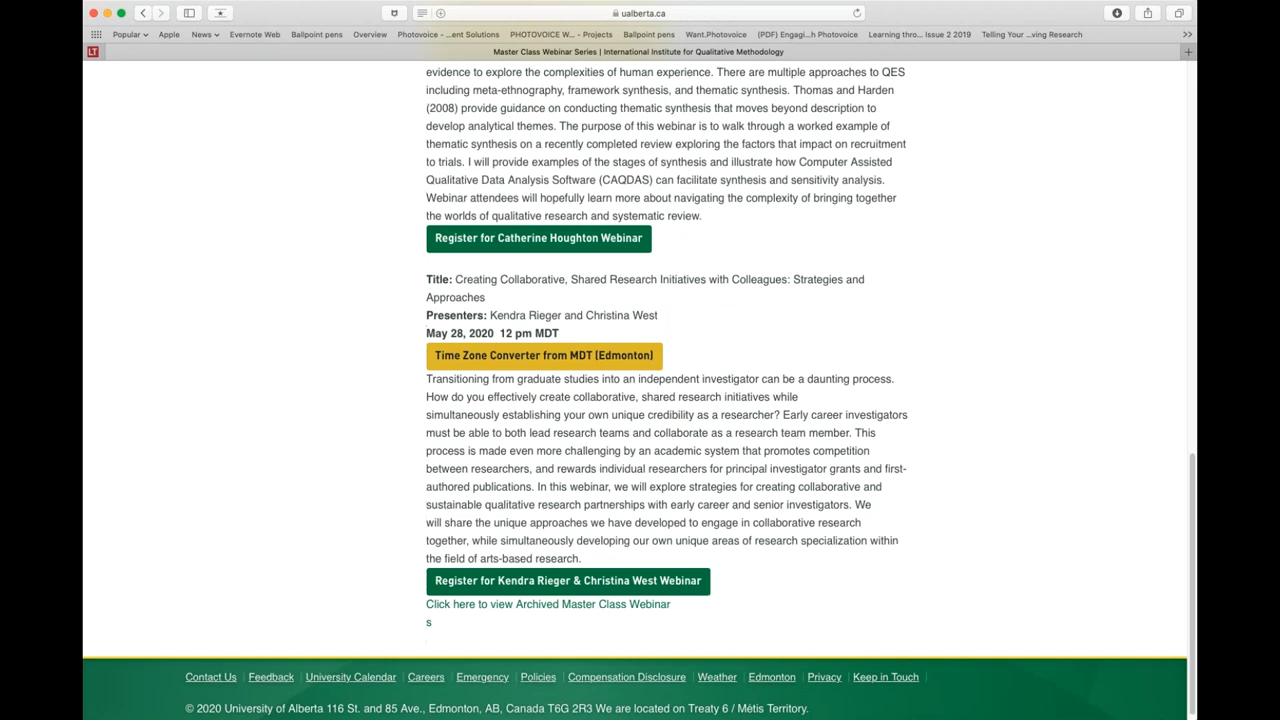 ualberta.ca
Popular Apple News Evernote Web Ballpoint pens Overview Photovoice - ...ent Solutions PHOTOVOICE W... - Projects Ballpoint pens Want.Photovoice (PDF) Engagi...h Photovoice Learning thro... Issue 2 2019 Telling Your ...ving Research
LT Master Class Webinar Series | International Institute for Qualitative Methodology
evidence to explore the complexities of human experience. There are multiple approaches to QES
including meta-ethnography, framework synthesis, and thematic synthesis. Thomas and Harden
(2008) provide guidance on conducting thematic synthesis that moves beyond description to
develop analytical themes. The purpose of this webinar is to walk through a worked example of
thematic synthesis on a recently completed review exploring the factors that impact on recruitment
to trials. I will provide examples of the stages of synthesis and illustrate how Computer Assisted
Qualitative Data Analysis Software (CAQDAS) can facilitate synthesis and sensitivity analysis.
Webinar attendees will hopefully learn more about navigating the complexity of bringing together
the worlds of qualitative research and systematic review.
Register for Catherine Houghton Webinar
Title: Creating Collaborative, Shared Research Initiatives with Colleagues: Strategies and
Approaches
Presenters: Kendra Rieger and Christina West
May 28, 2020 12 pm MDT
Time Zone Converter from MDT (Edmonton)
Transitioning from graduate studies into an independent investigator can be a daunting process.
How do you effectively create collaborative, shared research initiatives while
simultaneously establishing your own unique credibility as a researcher? Early career investigators
must be able to both lead research teams and collaborate as a research team member. This
process is made even more challenging by an academic system that promotes competition
between researchers, and rewards individual researchers for principal investigator grants and first-
authored publications. In this webinar, we will explore strategies for creating collaborative and
sustainable qualitative research partnerships with early career and senior investigators. We
will share the unique approaches we have developed to engage in collaborative research
together, while simultaneously developing our own unique areas of research specialization within
the field of arts-based research.
Register for Kendra Rieger & Christina West Webinar
Click here to view Archived Master Class Webinar
s
Contact Us Feedback University Calendar Careers Emergency Policies Compensation Disclosure Weather Edmonton Privacy Keep in Touch
© 2020 University of Alberta 116 St. and 85 Ave., Edmonton, AB, Canada T6G 2R3 We are located on Treaty 6 / Métis Territory.